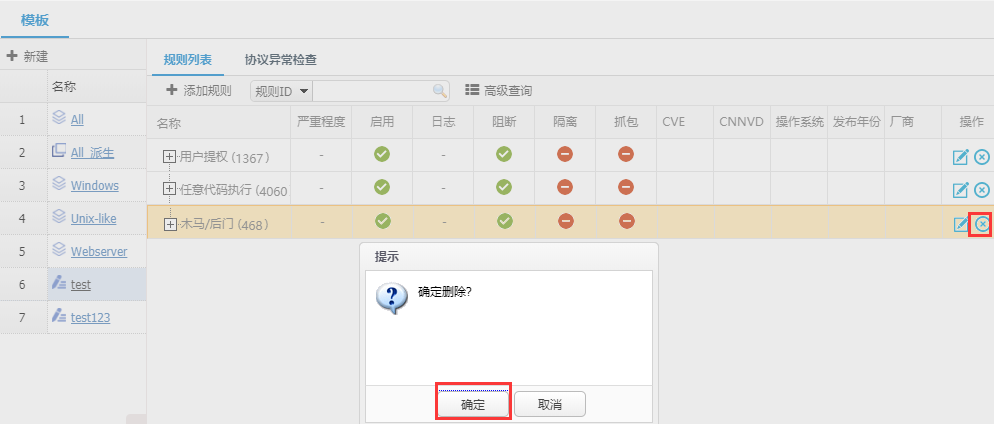 模板
新建
名称
1 All
2 All_派生
3 Windows
4 Unix-like
5 Webserver
6 test
7 test123
规则列表 协议异常检查
添加规则 规则ID 高级查询
名称 严重程度 启用 日志 阻断 隔离 抓包 CVE CNNVD 操作系统 发布年份 厂商 操作
用户提权 (1367) - -
任意代码执行 (4060 - -
木马/后门 (468) - -
提示
确定删除?
确定 取消